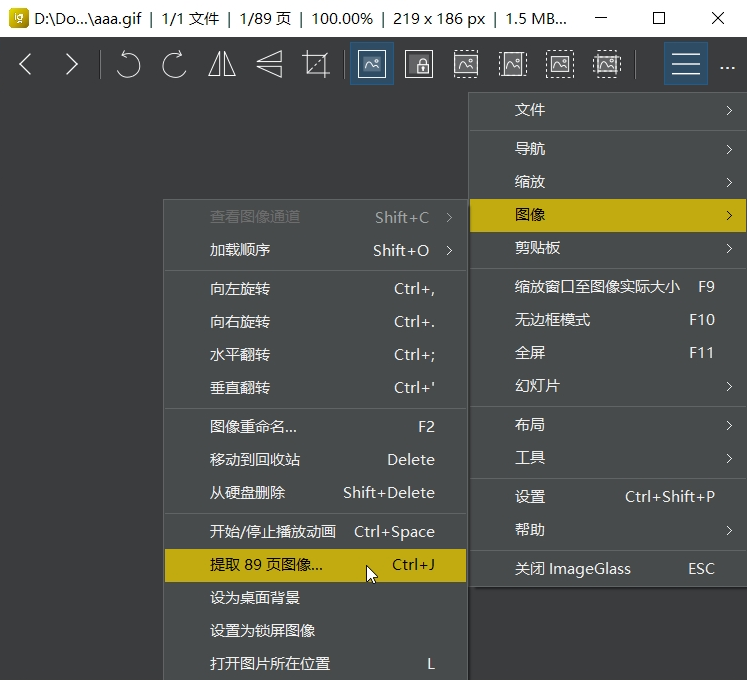 D:\Do...\aaa.gif | 1/1 文件 | 1/89 页 | 100.00% | 219 x 186 px | 1.5 MB...
文件
导航
缩放
图像
剪贴板
缩放窗口至图像实际大小 F9
无边框模式 F10
全屏 F11
幻灯片
布局
工具
设置 Ctrl+Shift+P
帮助
关闭 ImageGlass ESC
查看图像通道 Shift+C
加载顺序 Shift+O
向左旋转 Ctrl+,
向右旋转 Ctrl+.
水平翻转 Ctrl+;
垂直翻转 Ctrl+'
图像重命名... F2
移动到回收站 Delete
从硬盘删除 Shift+Delete
开始/停止播放动画 Ctrl+Space
提取 89 页图像... Ctrl+J
设为桌面背景
设置为锁屏图像
打开图片所在位置 L